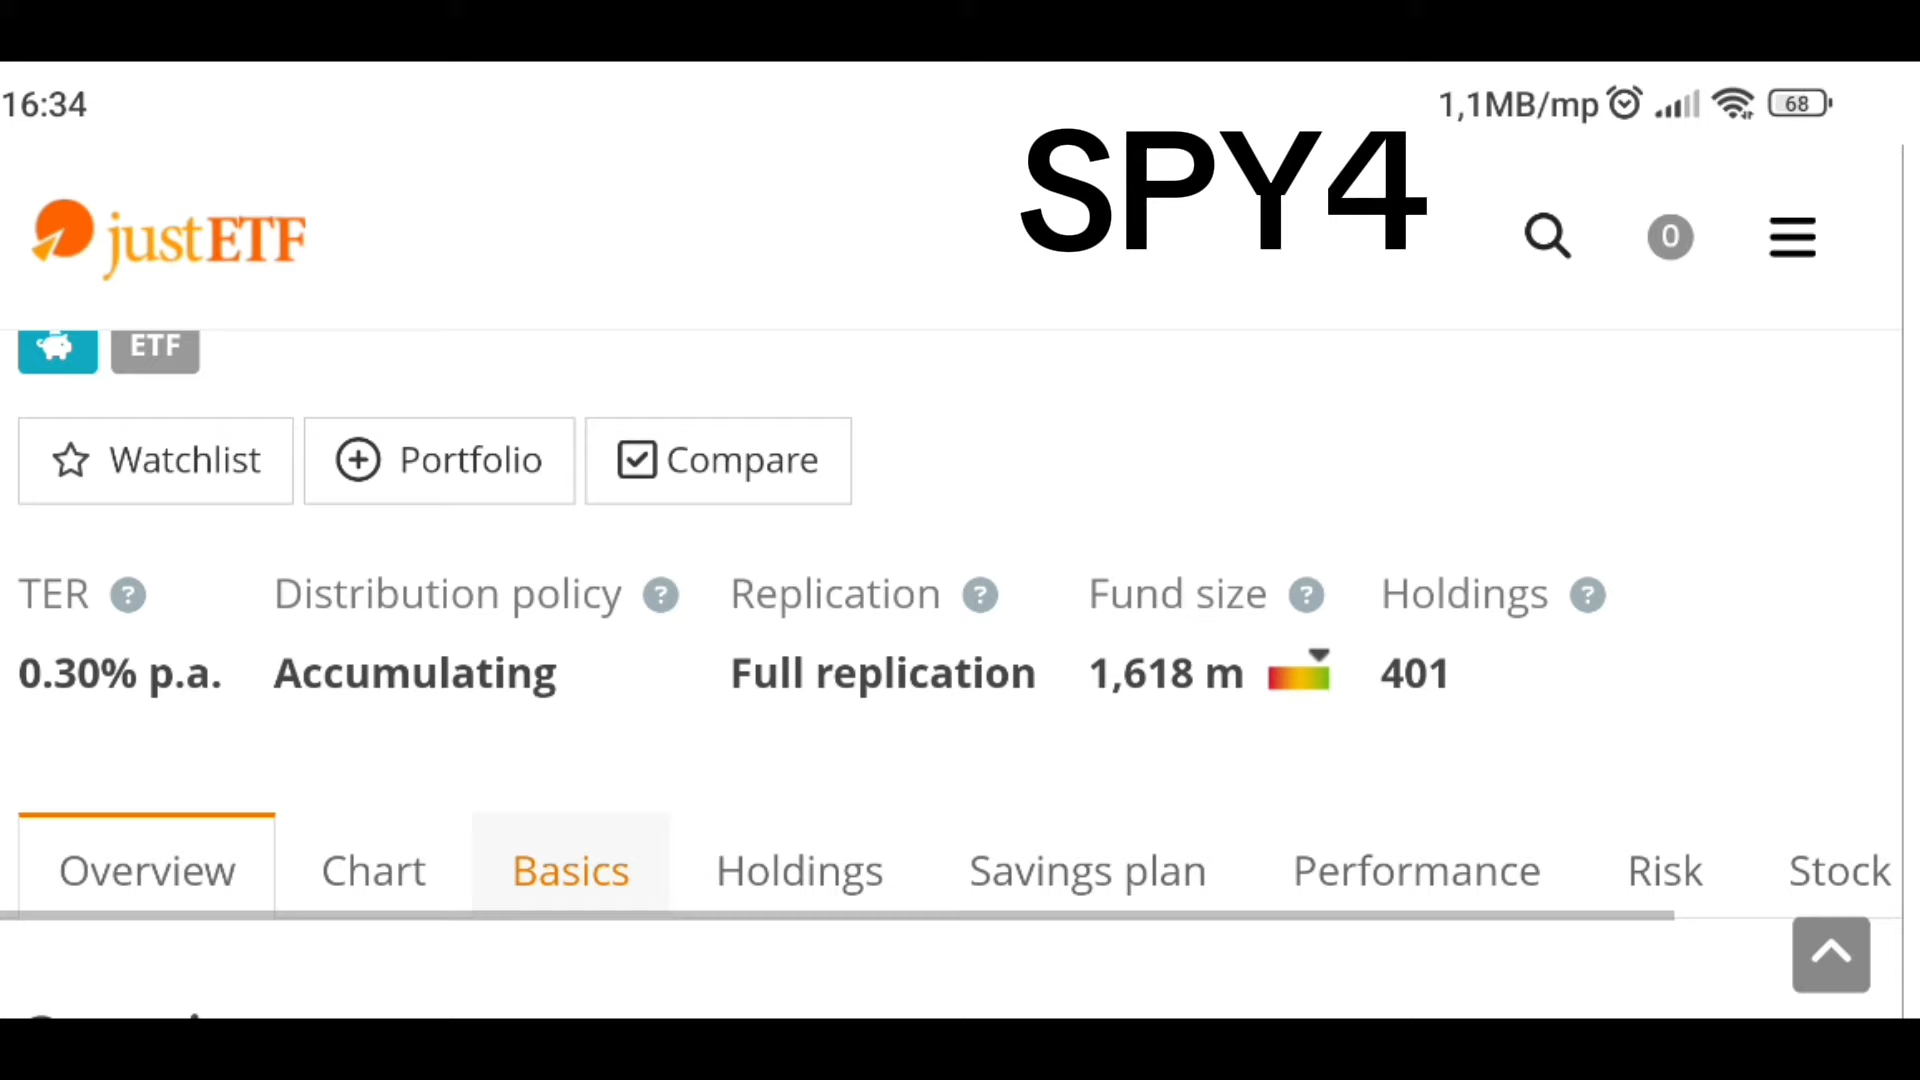 16:34
1,1MB/mp 68
SPY4
justETF
0
ETF
Watchlist Portfolio Compare
TER ? Distribution policy ? Replication ? Fund size ? Holdings ?
0.30% p.a. Accumulating Full replication 1,618 m 401
Overview Chart Basics Holdings Savings plan Performance Risk Stock